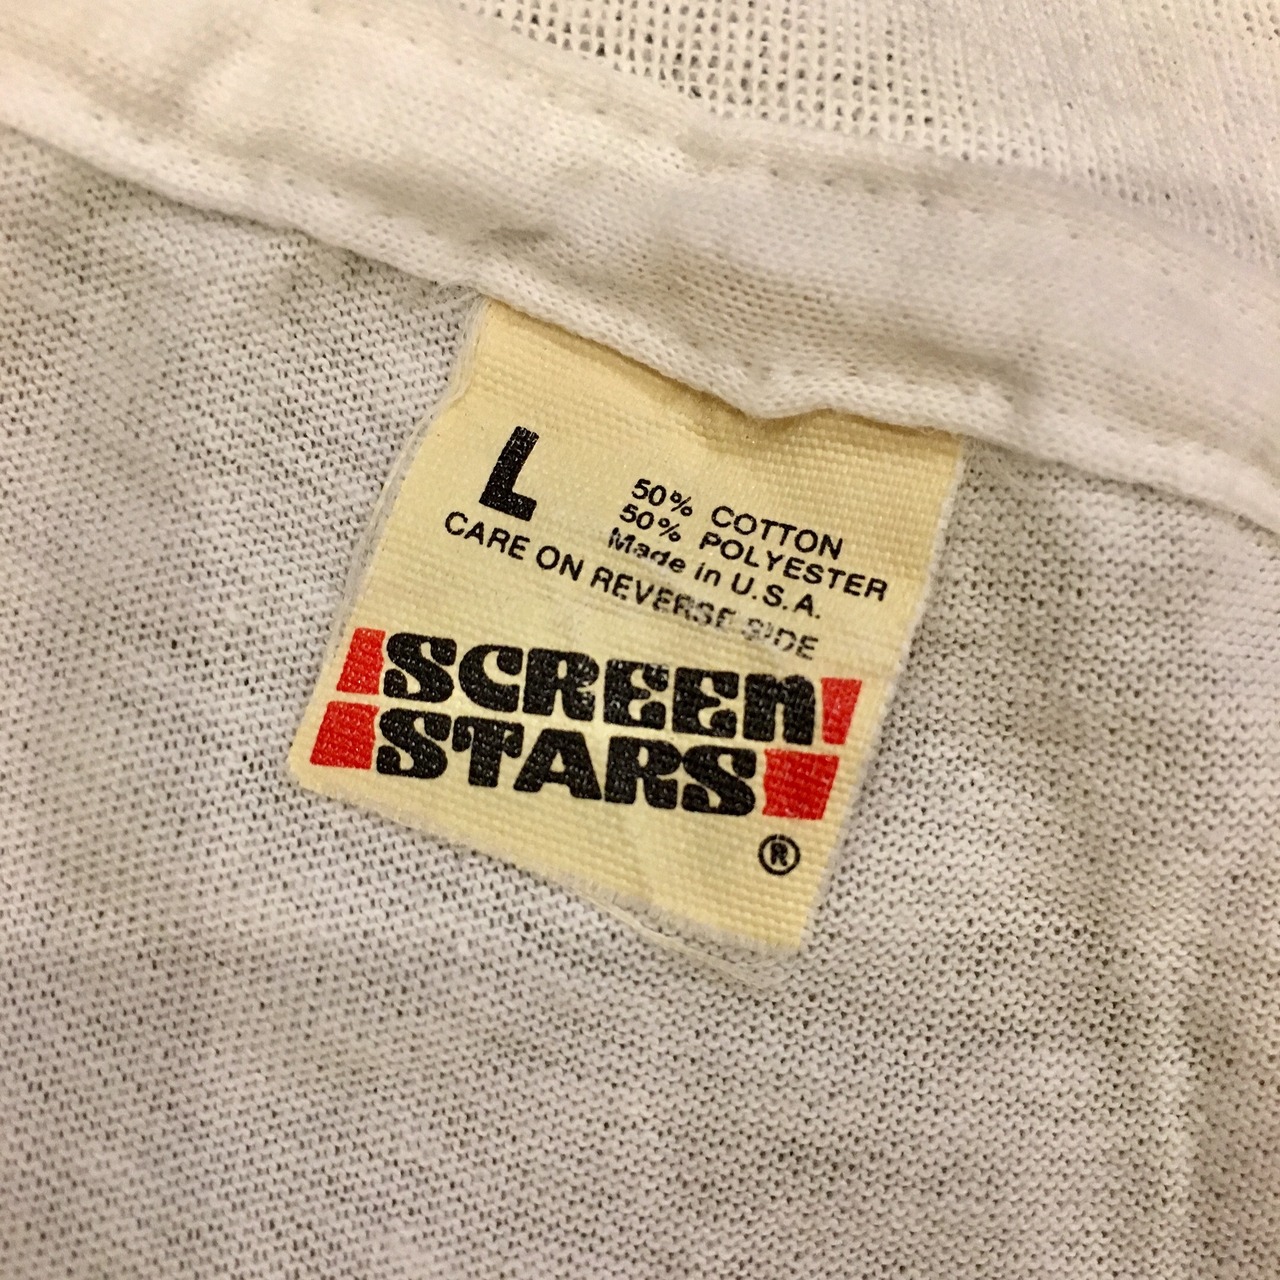 L
50% COTTON
50% POLYESTER
Made in U.S.A.
CARE ON REVERSE SIDE
SCREEN
STARS
®